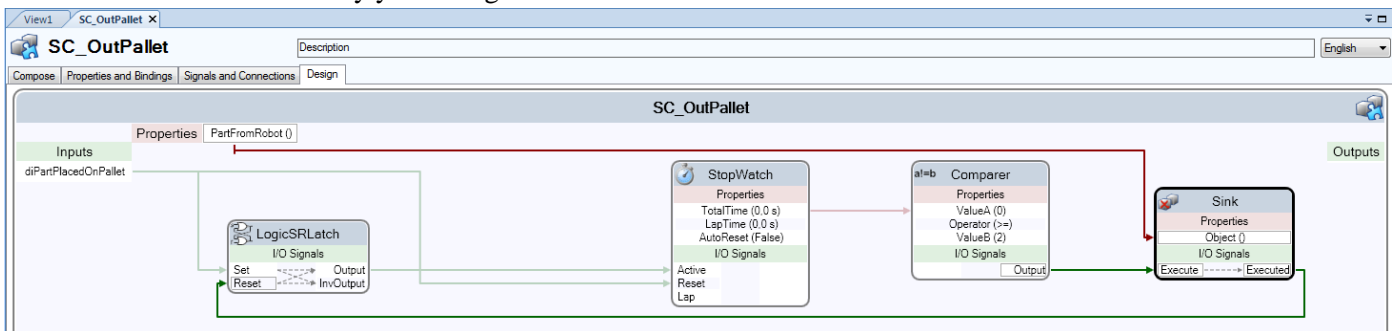 View1 SC_OutPallet
SC_OutPallet Description English
Compose Properties and Bindings Signals and Connections Design
SC_OutPallet
Properties PartFromRobot ()
Inputs Outputs
diPartPlacedOnPallet
LogicSRLatch
I/O Signals
Set Output
Reset InvOutput
StopWatch
Properties
TotalTime (0,0 s)
LapTime (0,0 s)
AutoReset (False)
I/O Signals
Active
Reset
Lap
a!=b Comparer
Properties
ValueA (0)
Operator (>=)
ValueB (2)
I/O Signals
Output
Sink
Properties
Object ()
I/O Signals
Execute Executed